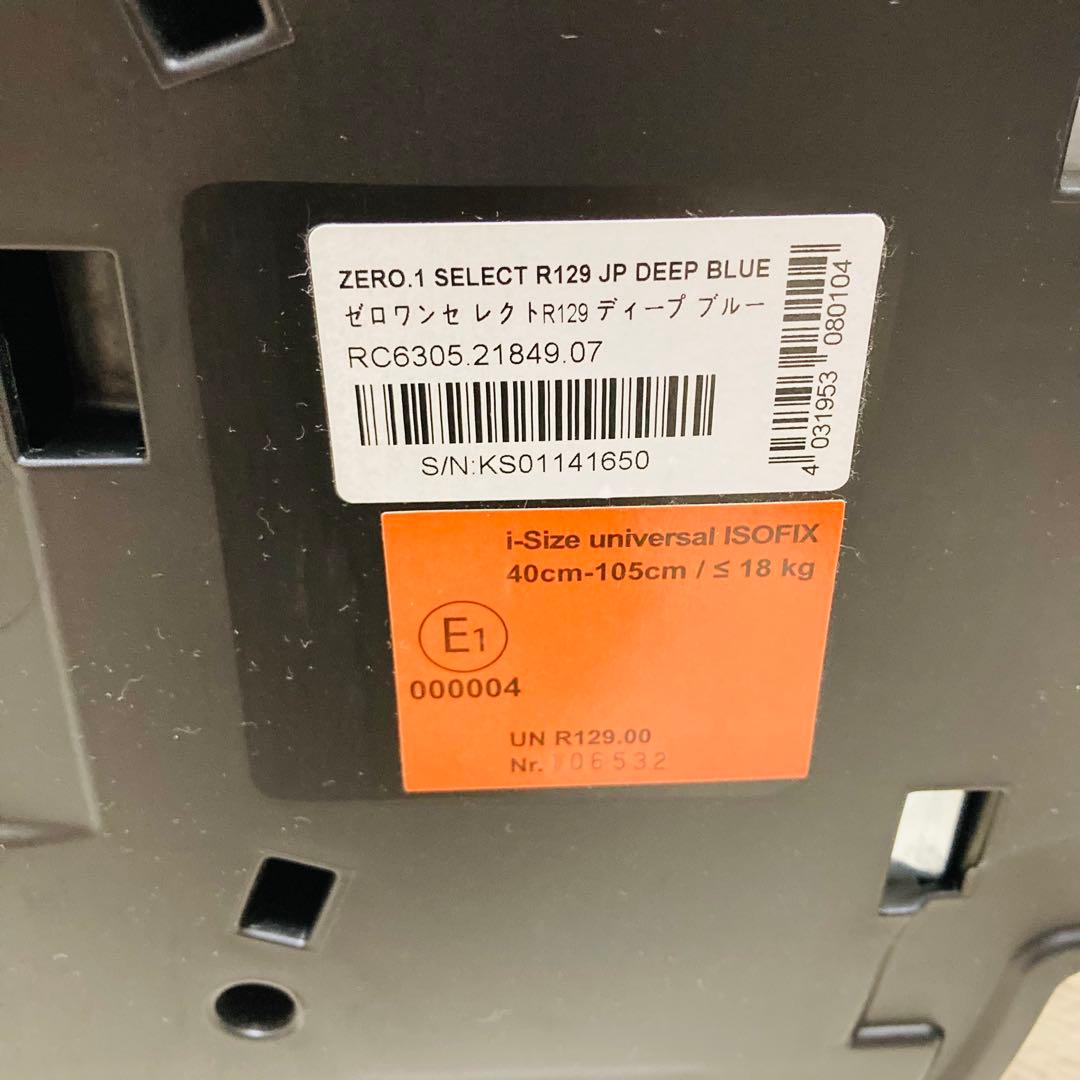 ZERO.1 SELECT R129 JP DEEP BLUE
ゼロワンセ レクトR129 ディープ ブルー
RC6305.21849.07
S/N:KS01141650
4 031953 080104
i-Size universal ISOFIX
40cm-105cm / ≤ 18 kg
E1
000004
UN R129.00
Nr. 106532